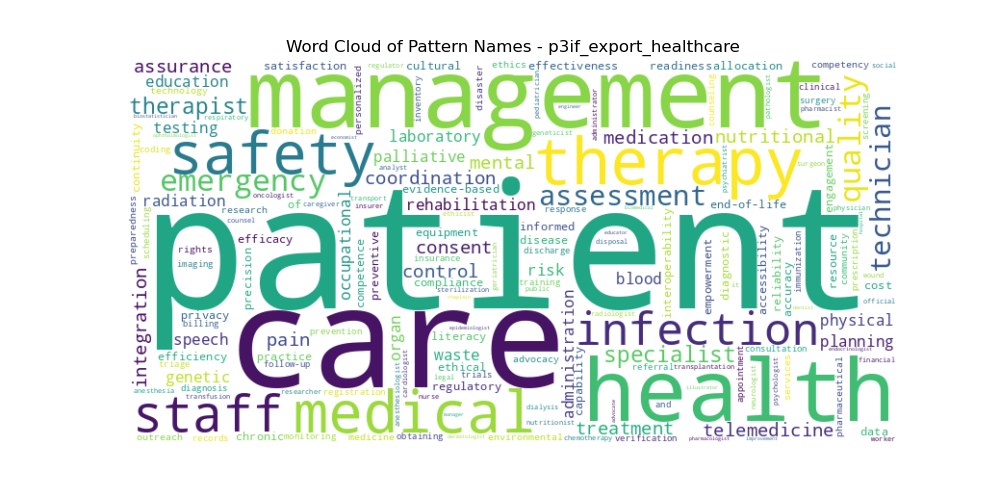 Word Cloud of Pattern Names - p3if_export_healthcare
assurance
satisfaction
regulator
cultural
ethics
effectiveness
readiness
allocation
competency
social
education
technology
therapist
respiratory
testing
coding
continuity
management
personalized
inventory
disaster
pediatrician
engineer
administrator
counseling
pathologist
clinical
surgery
pharmacist
screening
quality
technician
safety
donation
economist
analyst
laboratory
palliative
mental
geneticist
medication
nutritional
psychiatrist
surgeon
therapy
engagement
emergency
oncologist
coordination
evidence-based
assessment
radiation
research
counsel
of
caregiver
transport
insurer
rehabilitation
ethicist
response
end-of-life
physician
preparedness
scheduling
rights
imaging
efficacy
precision
occupational
competence
preventive
equipment
insurance
compliance
consent
control
sterilization
geriatrician
informed
disease
discharge
training
public
risk
educator
disposal
blood
interoperability
empowerment
diagnostic
it
accessibility
reliability
accuracy
immunization
resource
community
prescription
wound
cost
official
patient
integration
privacy
billing
speech
efficiency
triage
genetic
diagnosis
anesthesia
transfusion
pain
prevention
practice
follow-up
researcher
registration
organ
anesthesiologist
cardiologist
literacy
epidemiologist
waste
ethical
trials
legal
regulatory
nurse
advocacy
care
administration
capability
radiologist
infection
specialist
referral
transplantation
consultation
appointment
neurologist
psychologist
services
endocrinologist
physical
planning
financial
pharmaceutical
health
staff
medical
manager
dialysis
nutritionist
treatment
and
advocate
telemedicine
outreach
records
chronic
monitoring
medicine
obtaining
environmental
chemotherapy
verification
pharmacologist
improvement
data
worker